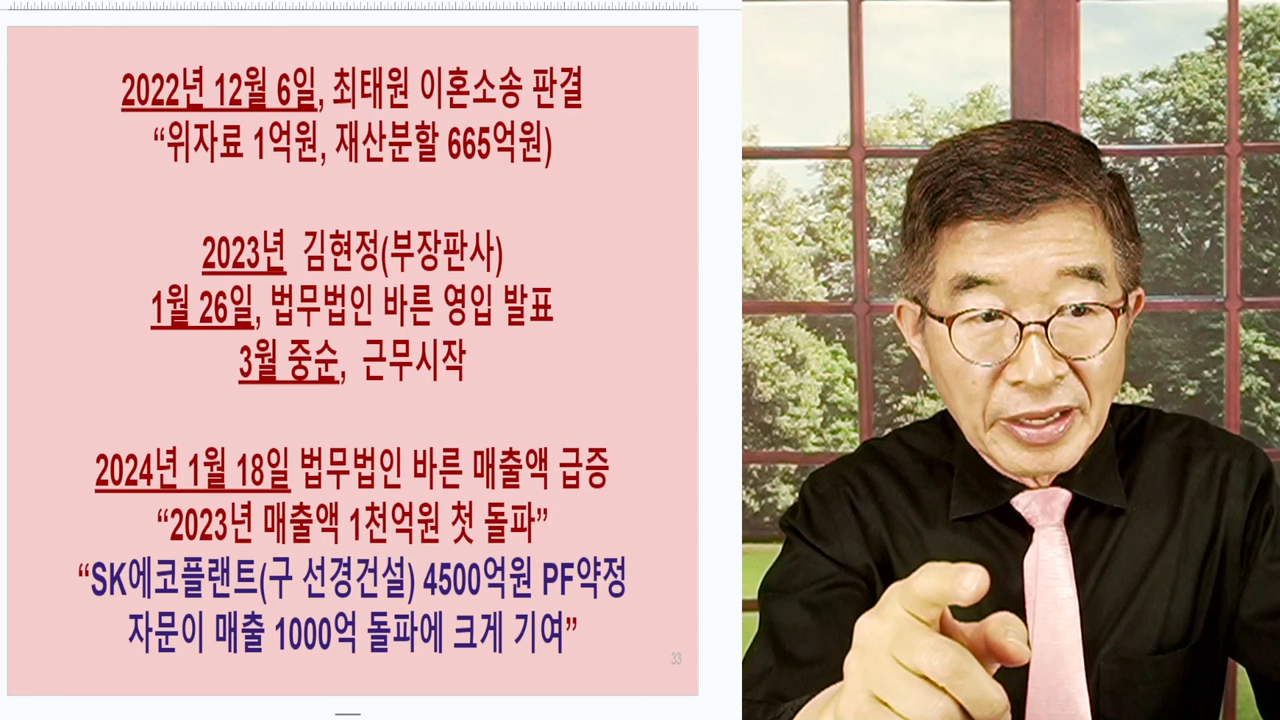 2022년 12월 6일, 최태원 이혼소송 판결
“위자료 1억원, 재산분할 665억원)
2023년 김현정(부장판사)
1월 26일, 법무법인 바른 영입 발표
3월 중순, 근무시작
2024년 1월 18일 법무법인 바른 매출액 급증
“2023년 매출액 1천억원 첫 돌파”
“SK에코플랜트(구 선경건설) 4500억원 PF약정
자문이 매출 1000억 돌파에 크게 기여”
33